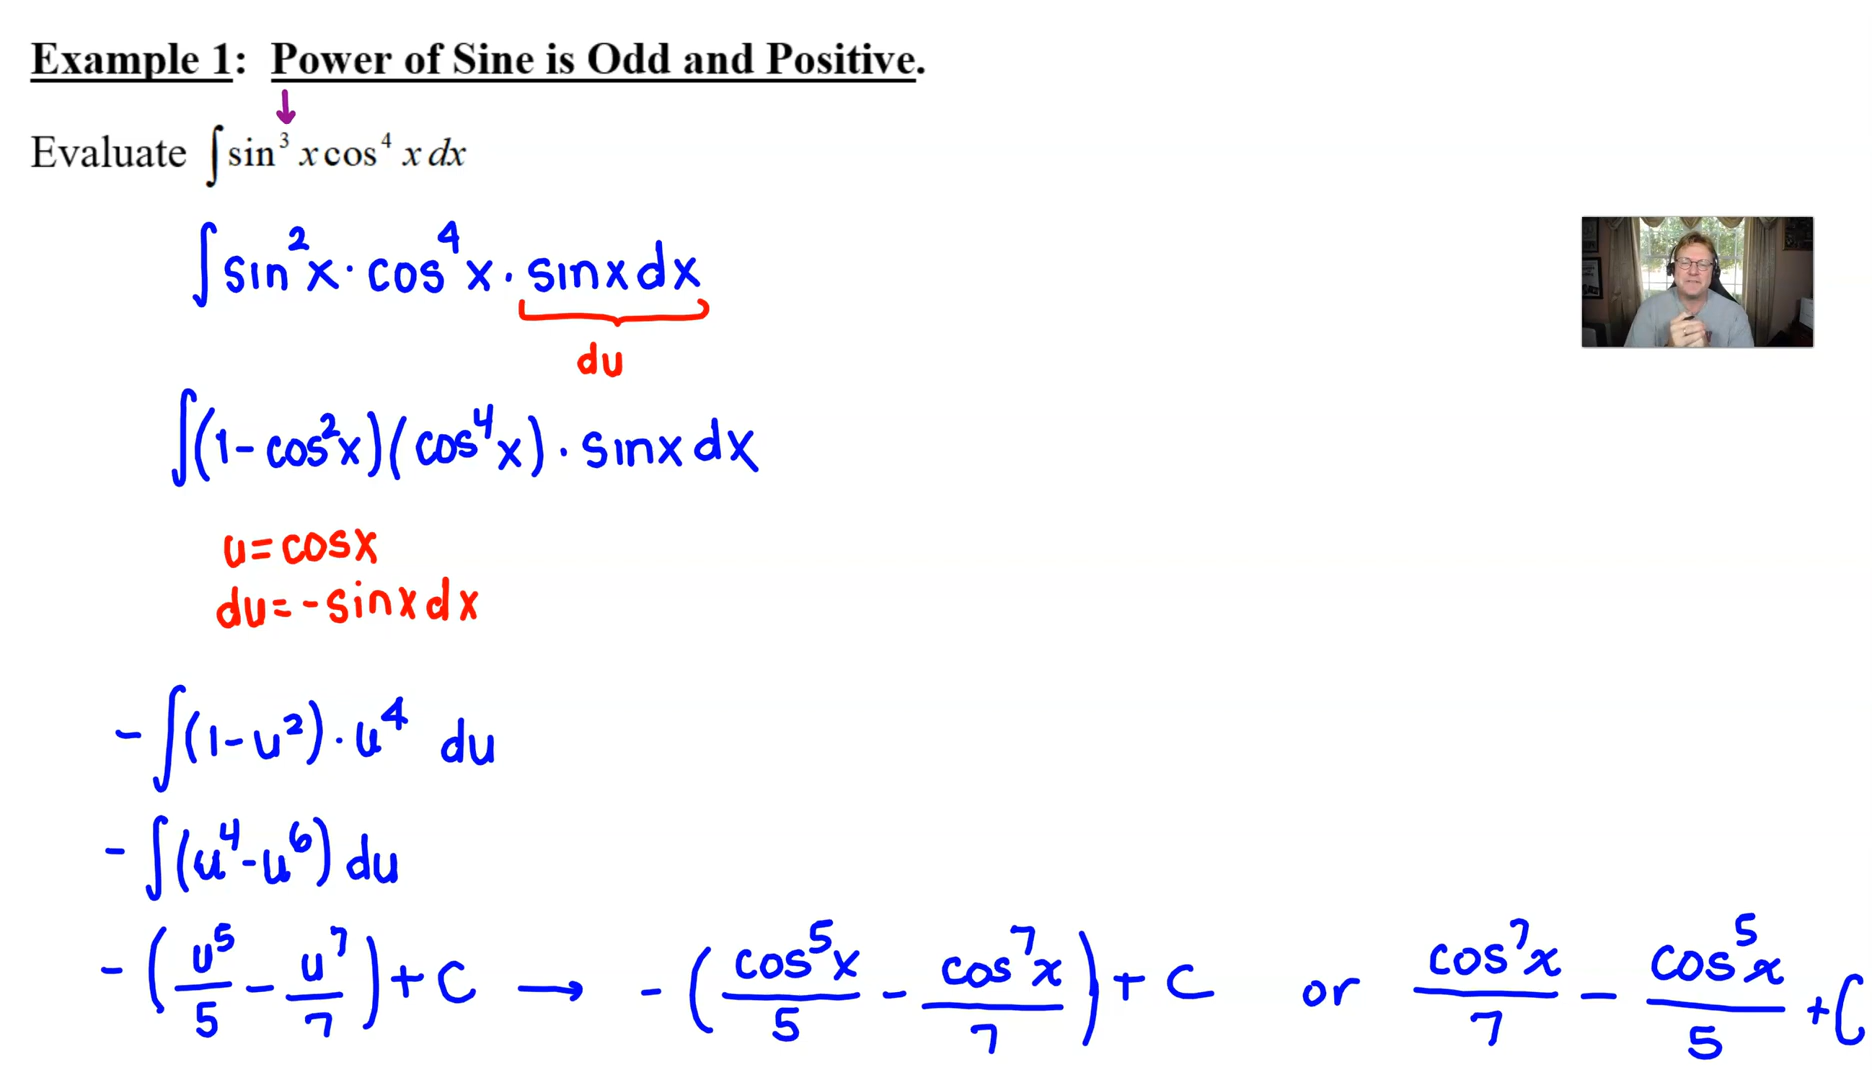 Example 1: Power of Sine is Odd and Positive.
Evaluate ∫sin³ x cos⁴ x dx
∫sin²x · cos⁴x · sinx dx
du
∫(1-cos²x)(cos⁴x) · sinx dx
u=cosx
du=-sinx dx
-∫(1-u²)·u⁴ du
-∫(u⁴-u⁶) du
-(u⁵/5 - u⁷/7)+C → -(cos⁵x/5 - cos⁷x/7)+C or cos⁷x/7 - cos⁵x/5 +C